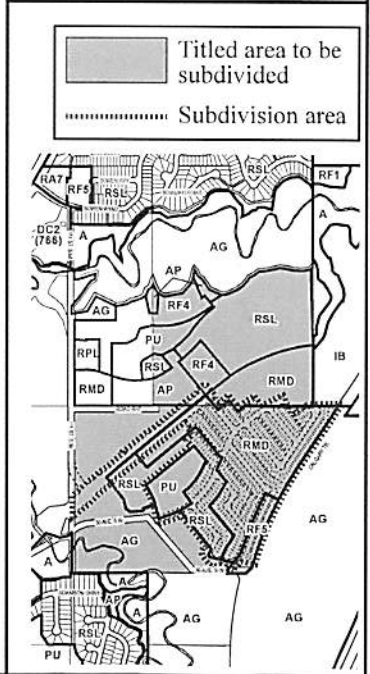 Titled area to be
subdivided
Subdivision area
RA7
RF5
RSL
RSL
RF1
DC2
(766)
A
AG
A
AP
RF4
AG
RSL
PU
RPL
RSL
RF4
IB
RMD
AP
RMD
RMD
RSL
PU
RSL
RF5
AG
AG
A
A
AP
A
AG
AG
RSL
PU